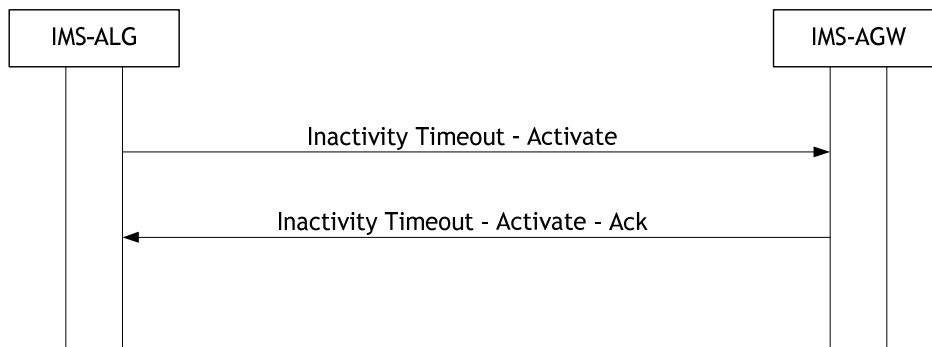 IMS-ALG
IMS-AGW
Inactivity Timeout - Activate
Inactivity Timeout - Activate - Ack